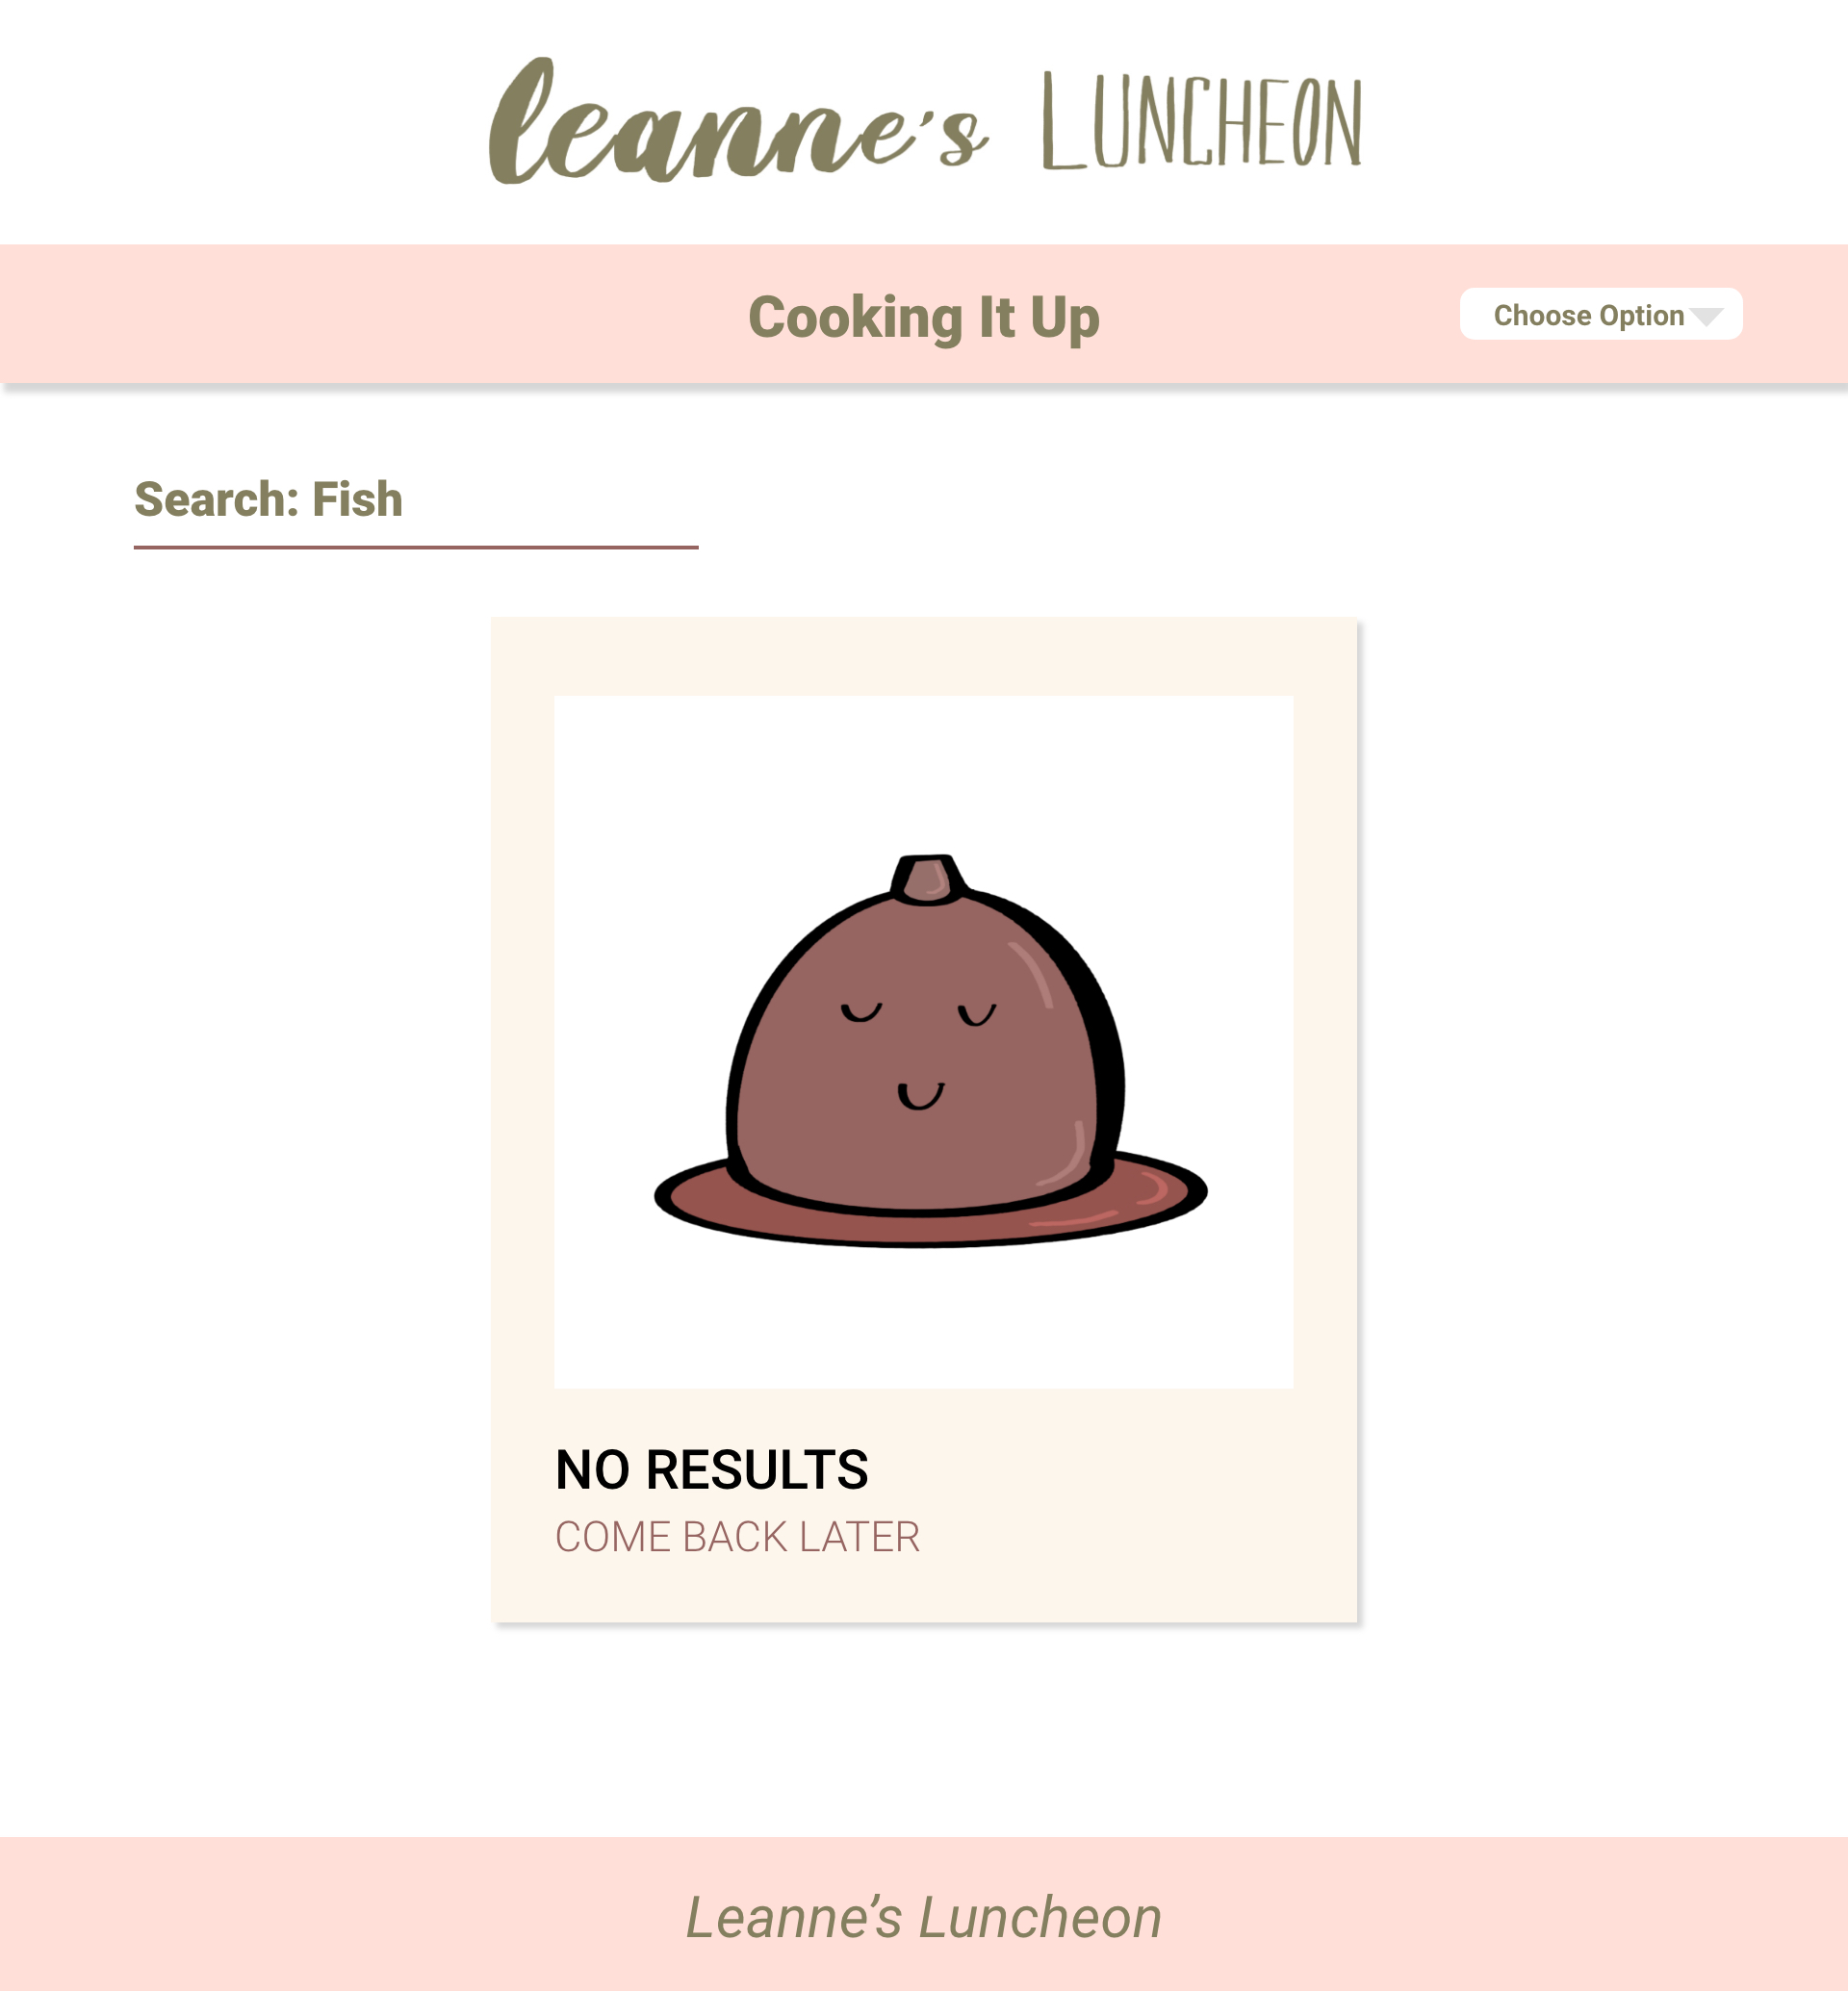 leanne's LUNCHEON
Cooking It Up
Choose Option
Search: Fish
NO RESULTS
COME BACK LATER
Leanne’s Luncheon